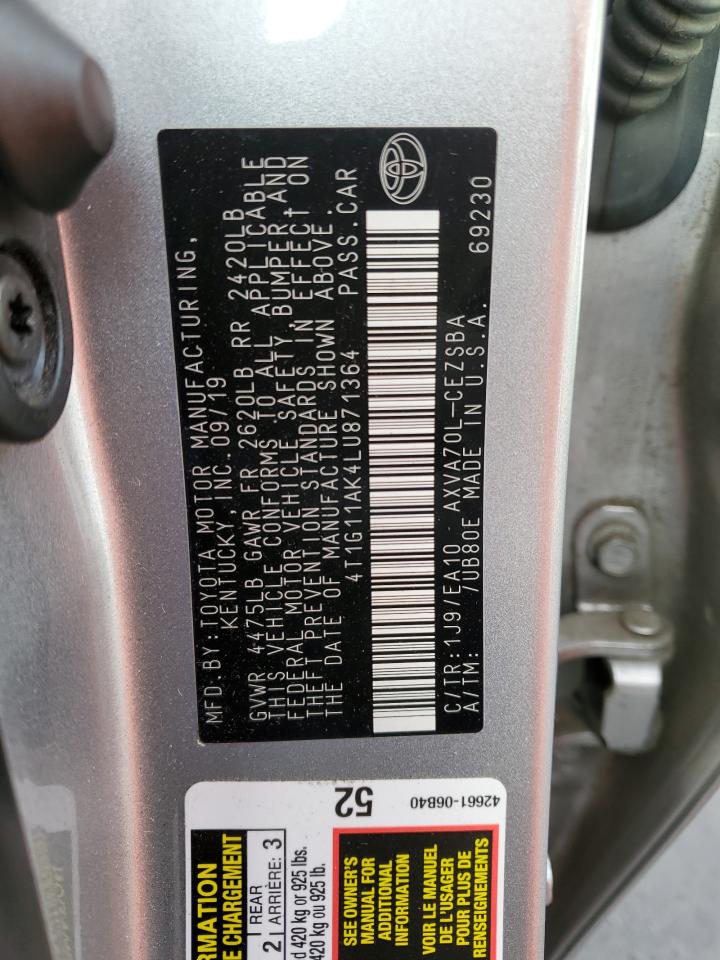 MFD.BY:TOYOTA MOTOR MANUFACTURING,
KENTUCKY, INC. 09/19
GVWR 4475LB GAWR FR 2620LB RR 2420LB
THIS VEHICLE CONFORMS TO ALL APPLICABLE
FEDERAL MOTOR VEHICLE SAFETY, BUMPER, AND
THEFT PREVENTION STANDARDS IN EFFECT ON
THE DATE OF MANUFACTURE SHOWN ABOVE.
4T1G11AK4LU871364 PASS.CAR
C/TR:1J9/EA10 AXVA70L-CEZSBA
A/TM: /UB80E MADE IN U.S.A. 69230
52
42661-06B40
2 REAR
ARRIÈRE: 3
d 420 kg or 925 lbs.
420 kg ou 925 lb.
SEE OWNER'S
MANUAL FOR
ADDITIONAL
INFORMATION
VOIR LE MANUEL
DE L'USAGER
POUR PLUS DE
RENSEIGNEMENTS